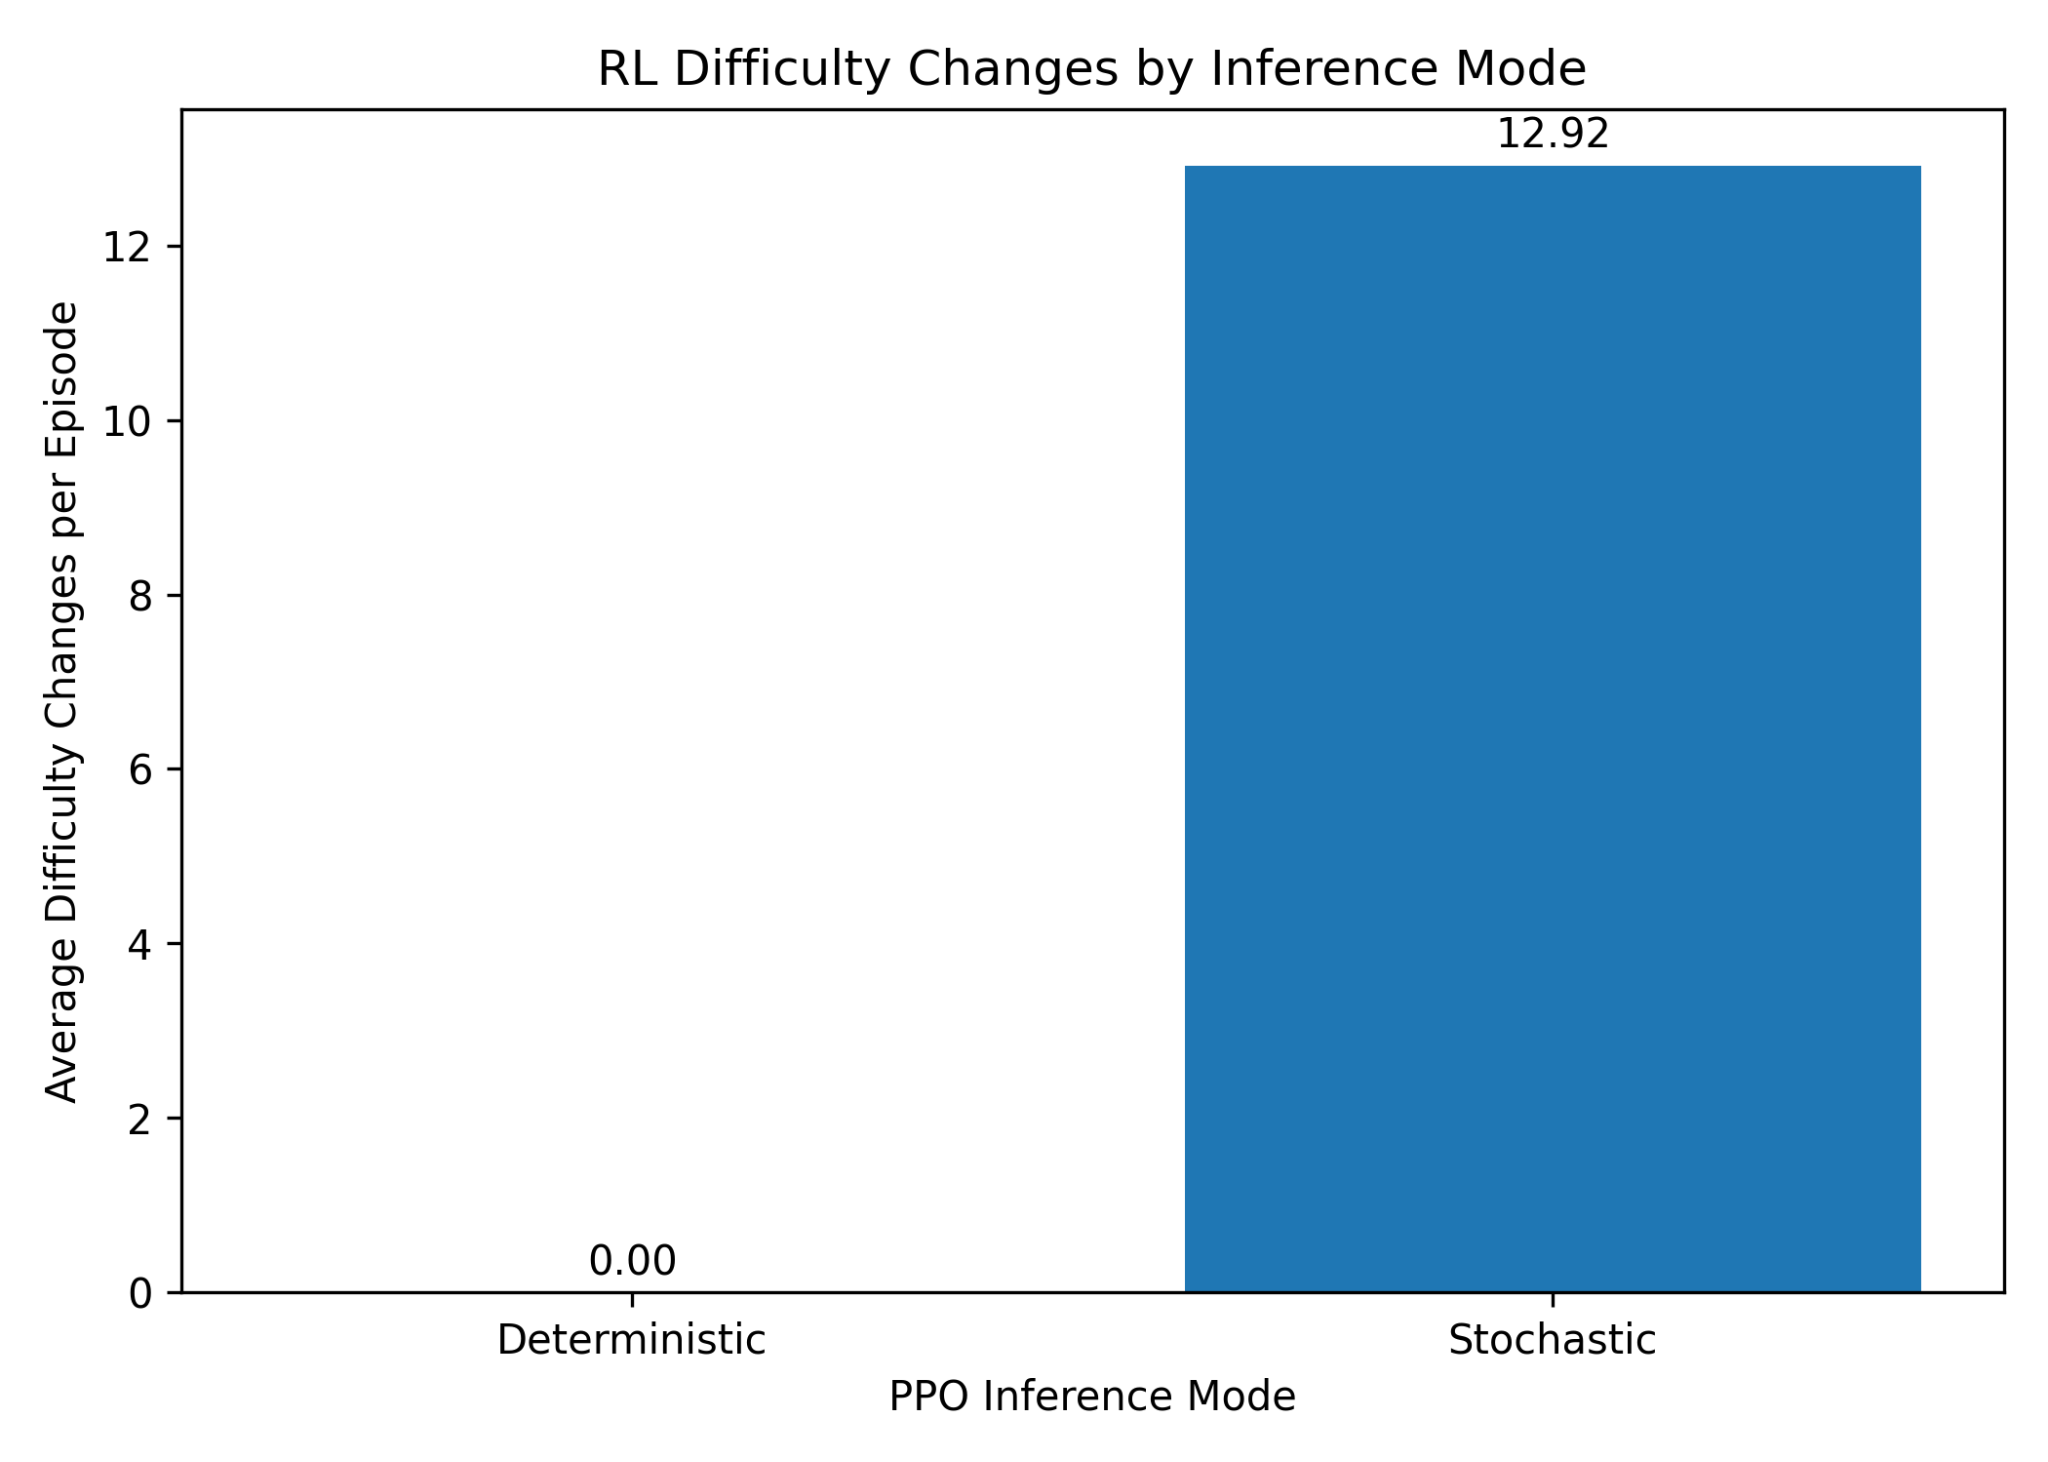 RL Difficulty Changes by Inference Mode
12.92
12
10
8
6
4
2
0
Average Difficulty Changes per Episode
0.00
Deterministic
Stochastic
PPO Inference Mode